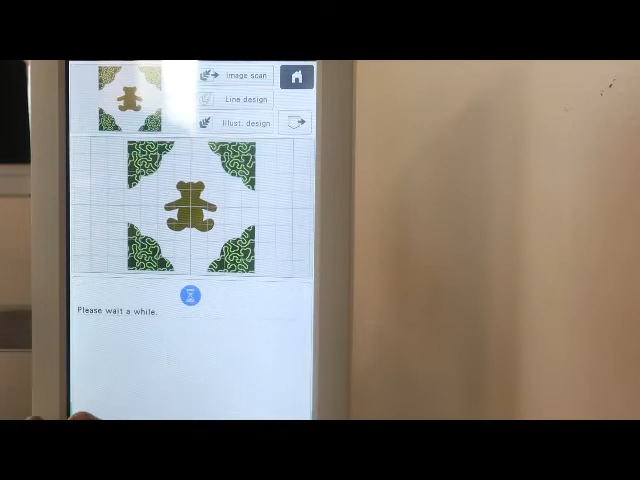 Image scan
Line design
Illust. design
Please wait a while.